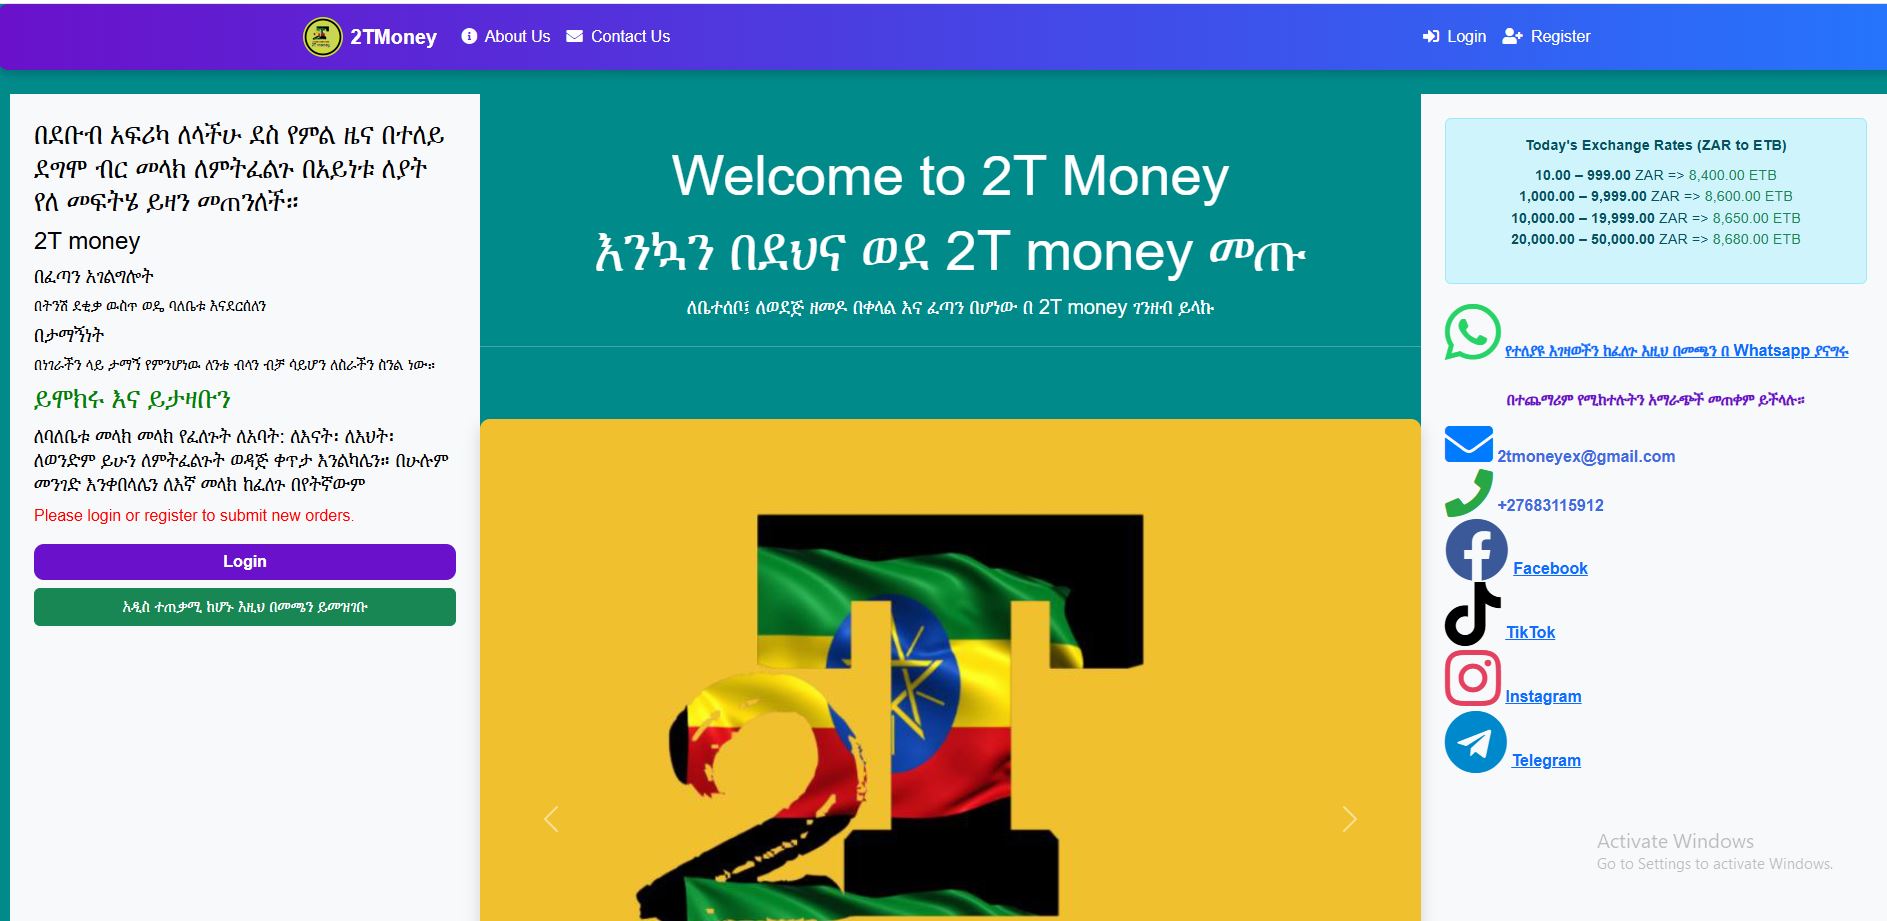 2TMoney
About Us
Contact Us
Login
Register
በደቡብ አፍሪካ ለላችሁ ደስ የምል ዜና በተለይ
ደግሞ ብር መላክ ለምትፈልጉ በአይነቱ ለያት
የለ መፍትሄ ይዛን መጠንለች።
2T money
በፈጣን አገልግሎት
በትንሽ ደቂቃ ውስጥ ወዴ ባለቤቱ እናደርሰለን
በታማኝነት
በነገራችን ላይ ታማኝ የምንሆነዉ ለንቴ ብላን ብቻ ሳይሆን ለስራችን ስንል ነው።
ይሞክሩ እና ይታዛቡን
ለባለቤቱ መላክ መላክ የፈለጉት ለአባት: ለእናት፡ ለእህት፡
ለወንድም ይሁን ለምትፈልጉት ወዳጅ ቀጥታ እንልካሌን። በሁሉም
መንገድ እንቀበላሌን ለእኛ መላክ ከፈለጉ በየትኛውም
Please login or register to submit new orders.
Login
አዲስ ተጠቃሚ ከሆኑ እዚህ በመጫን ይመዝገቡ
Welcome to 2T Money
እንኳን በደህና ወደ 2T money መጡ
ለቤተሰቦ፤ ለወደጅ ዘመዶ በቀላል እና ፈጣን በሆነው በ 2T money ገንዘብ ይላኩ
2T
Today's Exchange Rates (ZAR to ETB)
10.00 – 999.00 ZAR => 8,400.00 ETB
1,000.00 – 9,999.00 ZAR => 8,600.00 ETB
10,000.00 – 19,999.00 ZAR => 8,650.00 ETB
20,000.00 – 50,000.00 ZAR => 8,680.00 ETB
የተለያዩ እገዛወችን ከፈለጉ እዚህ በመጫን በ Whatsapp ያናግሩ
በተጨማሪም የሚከተሉትን አማራጭች መጠቀም ይችላሉ።
2tmoneyex@gmail.com
+27683115912
Facebook
TikTok
Instagram
Telegram
Activate Windows
Go to Settings to activate Windows.